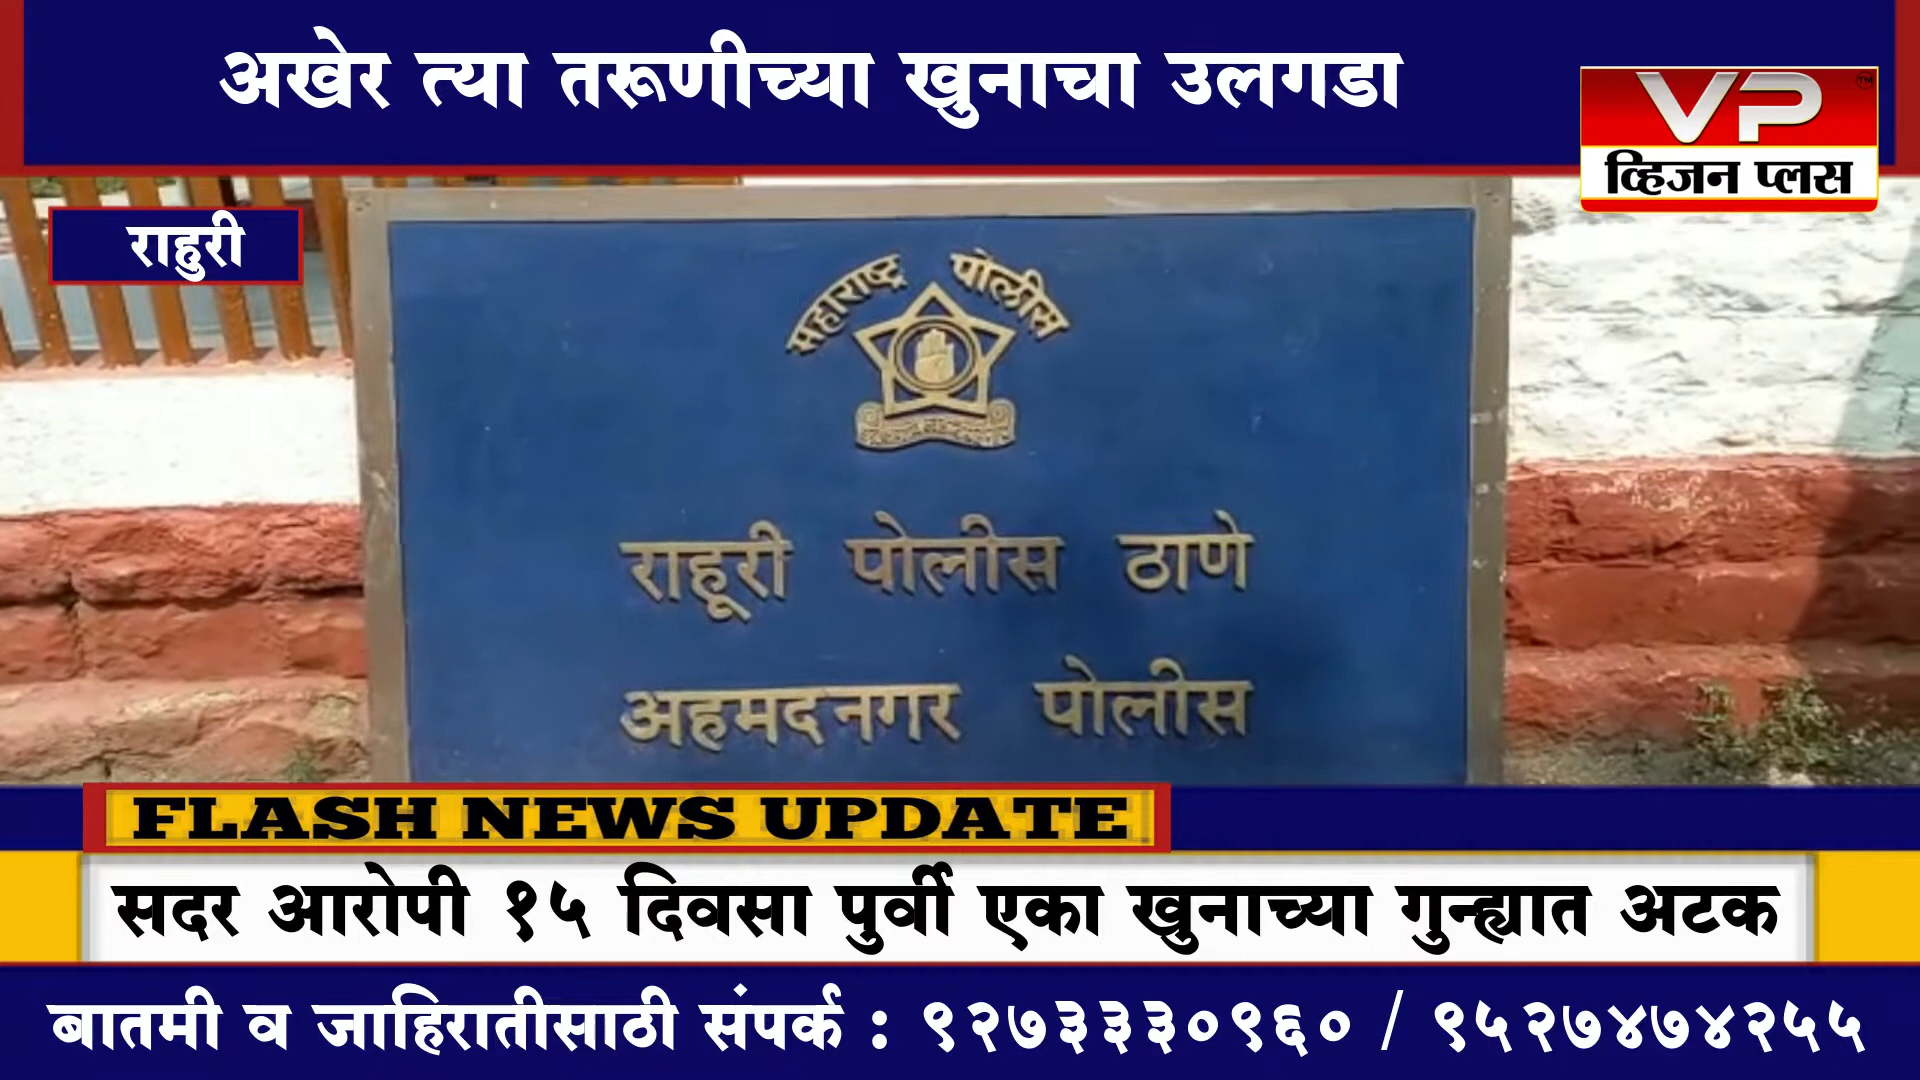 अखेर त्या तरूणीच्या खुनाचा उलगडा
VP
TM
व्हिजन प्लस
राहुरी
महाराष्ट्र पोलीस
राहूरी पोलीस ठाणे
अहमदनगर पोलीस
FLASH NEWS UPDATE
सदर आरोपी १५ दिवसा पुर्वी एका खुनाच्या गुन्ह्यात अटक
बातमी व जाहिरातीसाठी संपर्क : ९२७३३३०९६० / ९५२७४७४२५५